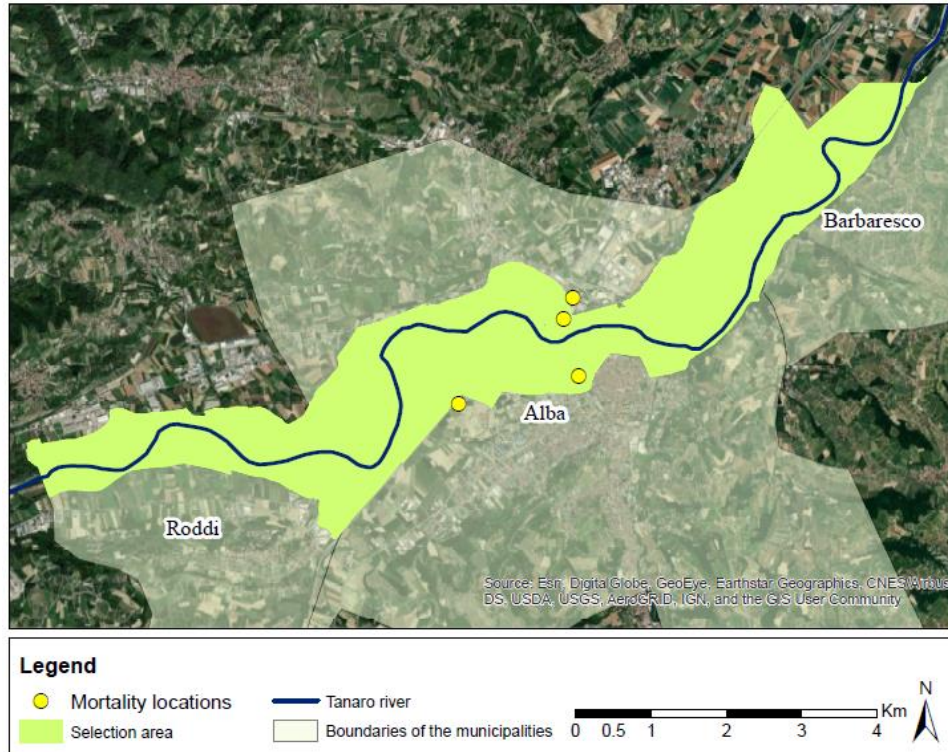 Barbaresco
Alba
Roddi
Source: Esri, Digital Globe, GeoEye, Earthstar Geographics, CNES/Airbus
DS, USDA, USGS, AeroGRID, IGN, and the GIS User Community
Legend
Mortality locations
Selection area
Tanaro river
Boundaries of the municipalities
0 0.5 1 2 3 4 Km
N